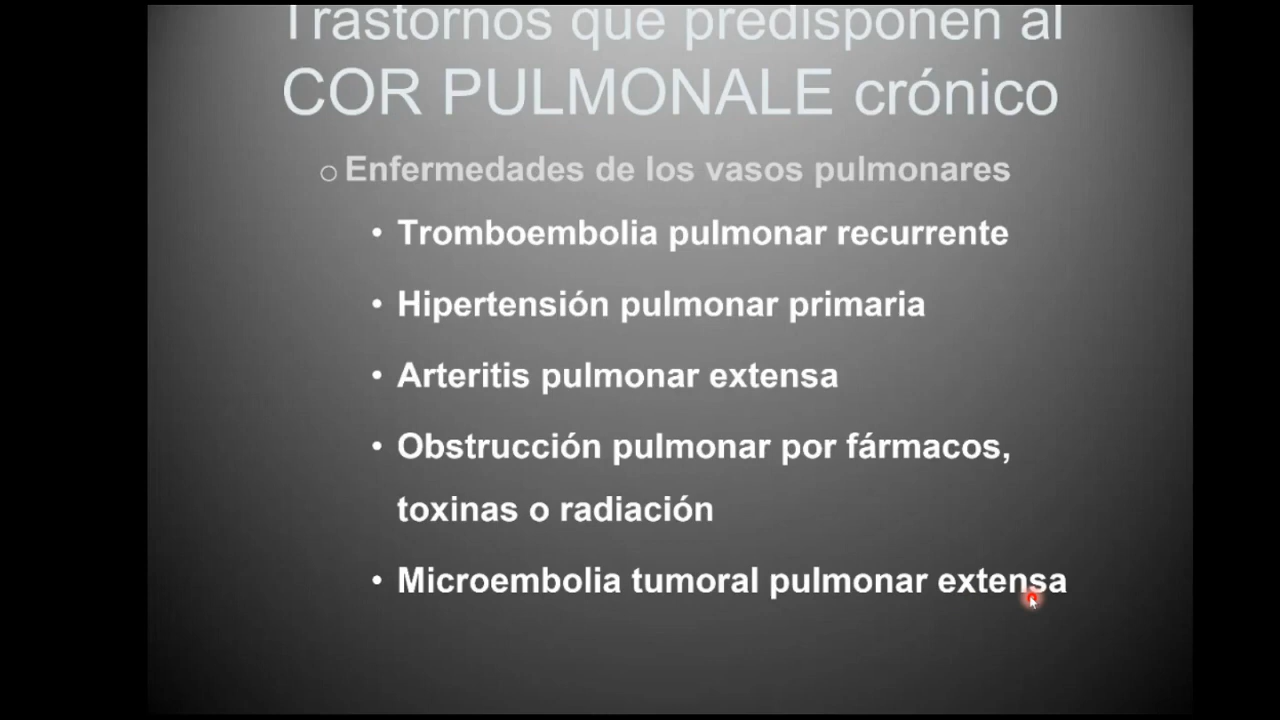 Trastornos que predisponen al
COR PULMONALE crónico
Enfermedades de los vasos pulmonares
• Tromboembolia pulmonar recurrente
• Hipertensión pulmonar primaria
• Arteritis pulmonar extensa
• Obstrucción pulmonar por fármacos,
toxinas o radiación
• Microembolia tumoral pulmonar extensa